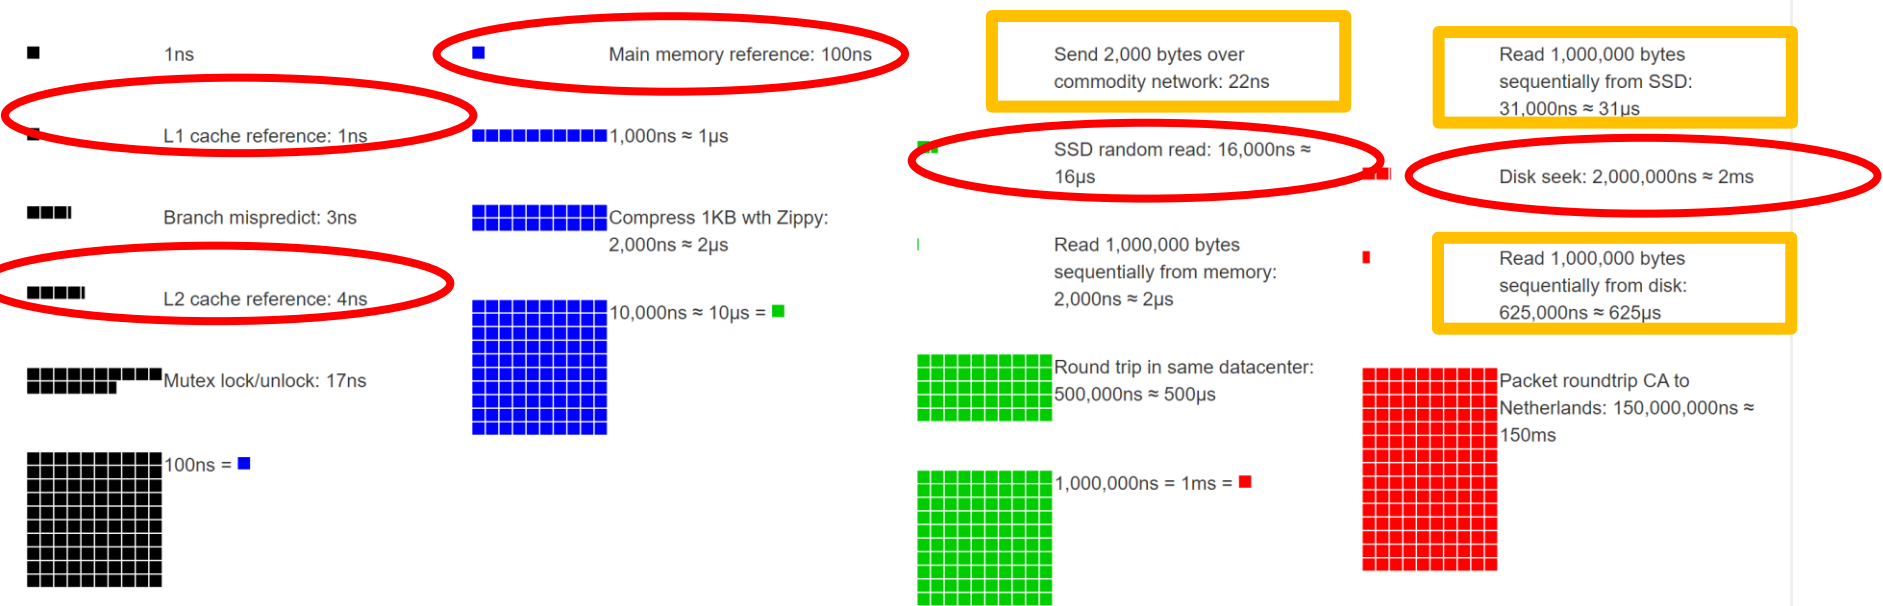 1ns
L1 cache reference: 1ns
Branch mispredict: 3ns
L2 cache reference: 4ns
Mutex lock/unlock: 17ns
100ns =
Main memory reference: 100ns
1,000ns ≈ 1μs
Compress 1KB wth Zippy:
2,000ns ≈ 2μs
10,000ns ≈ 10μs =
Send 2,000 bytes over
commodity network: 22ns
SSD random read: 16,000ns ≈
16μs
Read 1,000,000 bytes
sequentially from memory:
2,000ns ≈ 2μs
Round trip in same datacenter:
500,000ns ≈ 500μs
1,000,000ns = 1ms =
Read 1,000,000 bytes
sequentially from SSD:
31,000ns ≈ 31μs
Disk seek: 2,000,000ns ≈ 2ms
Read 1,000,000 bytes
sequentially from disk:
625,000ns ≈ 625μs
Packet roundtrip CA to
Netherlands: 150,000,000ns ≈
150ms